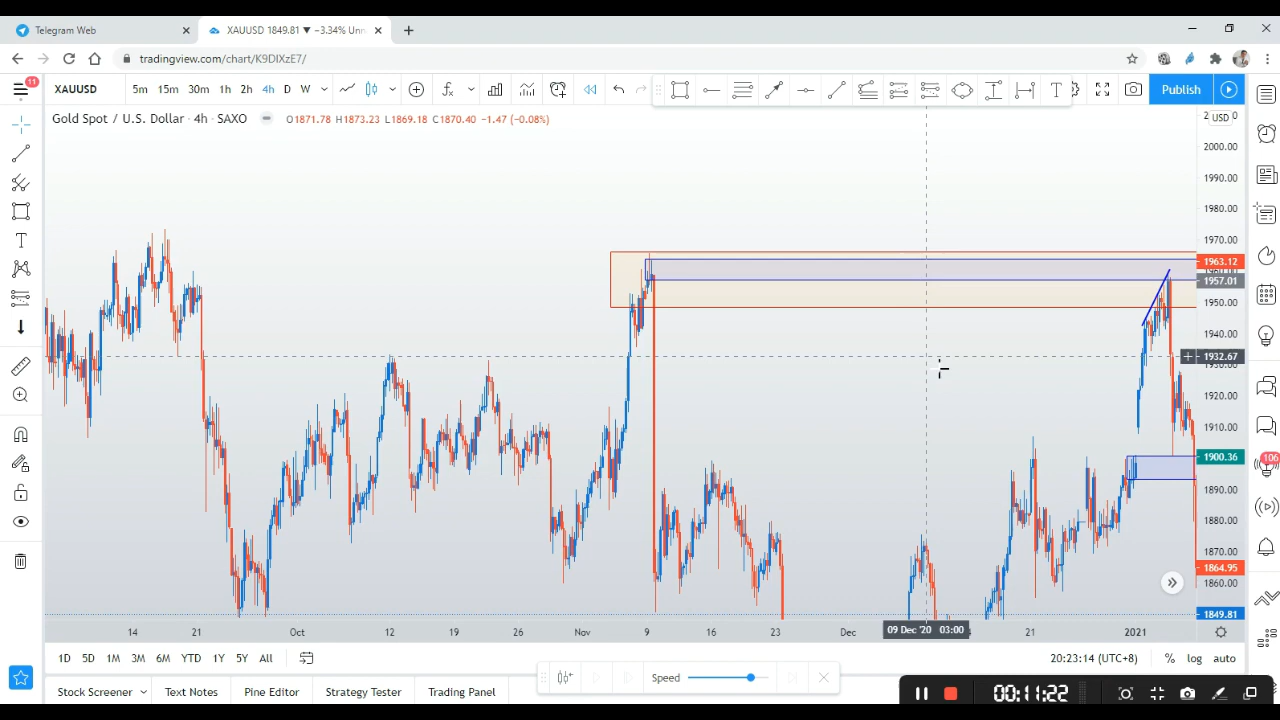 Telegram Web
XAUUSD 1849.81 ▼ −3.34% Unn
tradingview.com/chart/K9DIXzE7/
11
XAUUSD
5m 15m 30m 1h 2h 4h D W
Publish
Gold Spot / U.S. Dollar · 4h · SAXO
O1871.78 H1873.23 L1869.18 C1870.40 −1.47 (−0.08%)
USD
2000.00
1990.00
1980.00
1970.00
1963.12
1957.01
1950.00
1940.00
1932.67
1920.00
1910.00
1900.36
106
1890.00
1880.00
1870.00
1864.95
1860.00
1849.81
14 21 Oct 12 19 26 Nov 9 16 23 Dec 09 Dec '20 03:00 21 2021
1D 5D 1M 3M 6M YTD 1Y 5Y All
20:23:14 (UTC+8) % log auto
Speed
Stock Screener Text Notes Pine Editor Strategy Tester Trading Panel
00:11:22